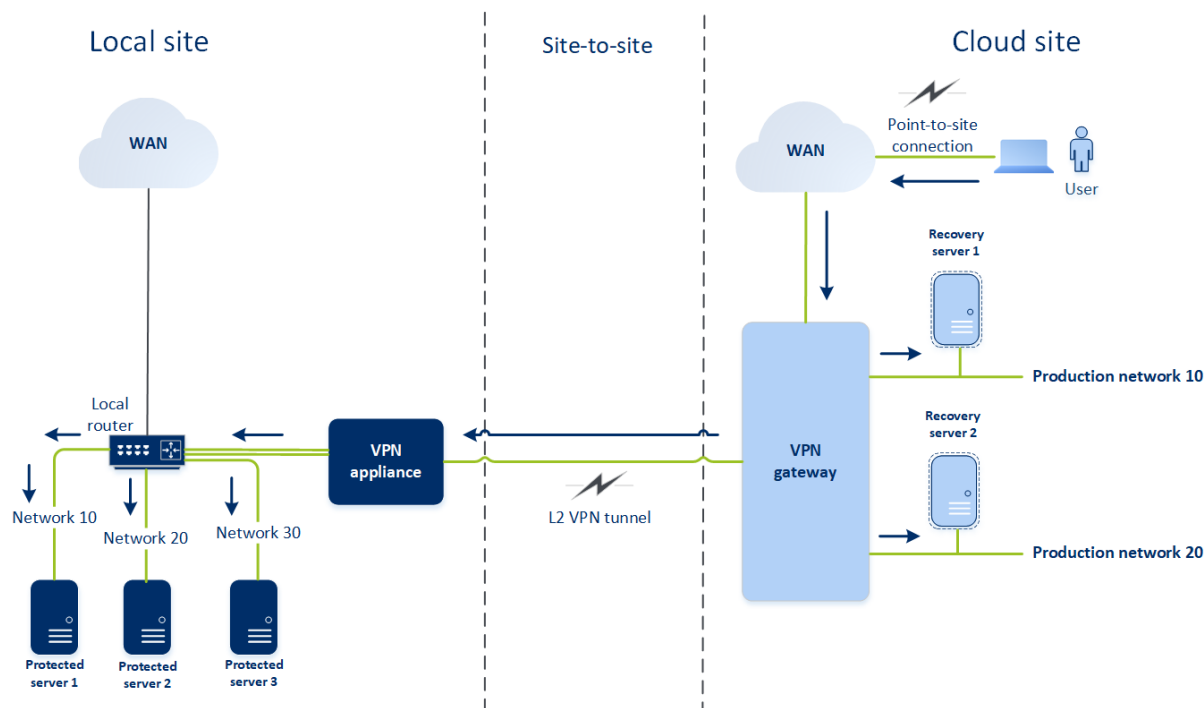 Local site
Site-to-site
Cloud site
WAN
WAN
Point-to-site
connection
User
Recovery
server 1
Production network 10
Local
router
VPN
appliance
L2 VPN tunnel
VPN
gateway
Recovery
server 2
Production network 20
Network 10
Network 20
Network 30
Protected
server 1
Protected
server 2
Protected
server 3